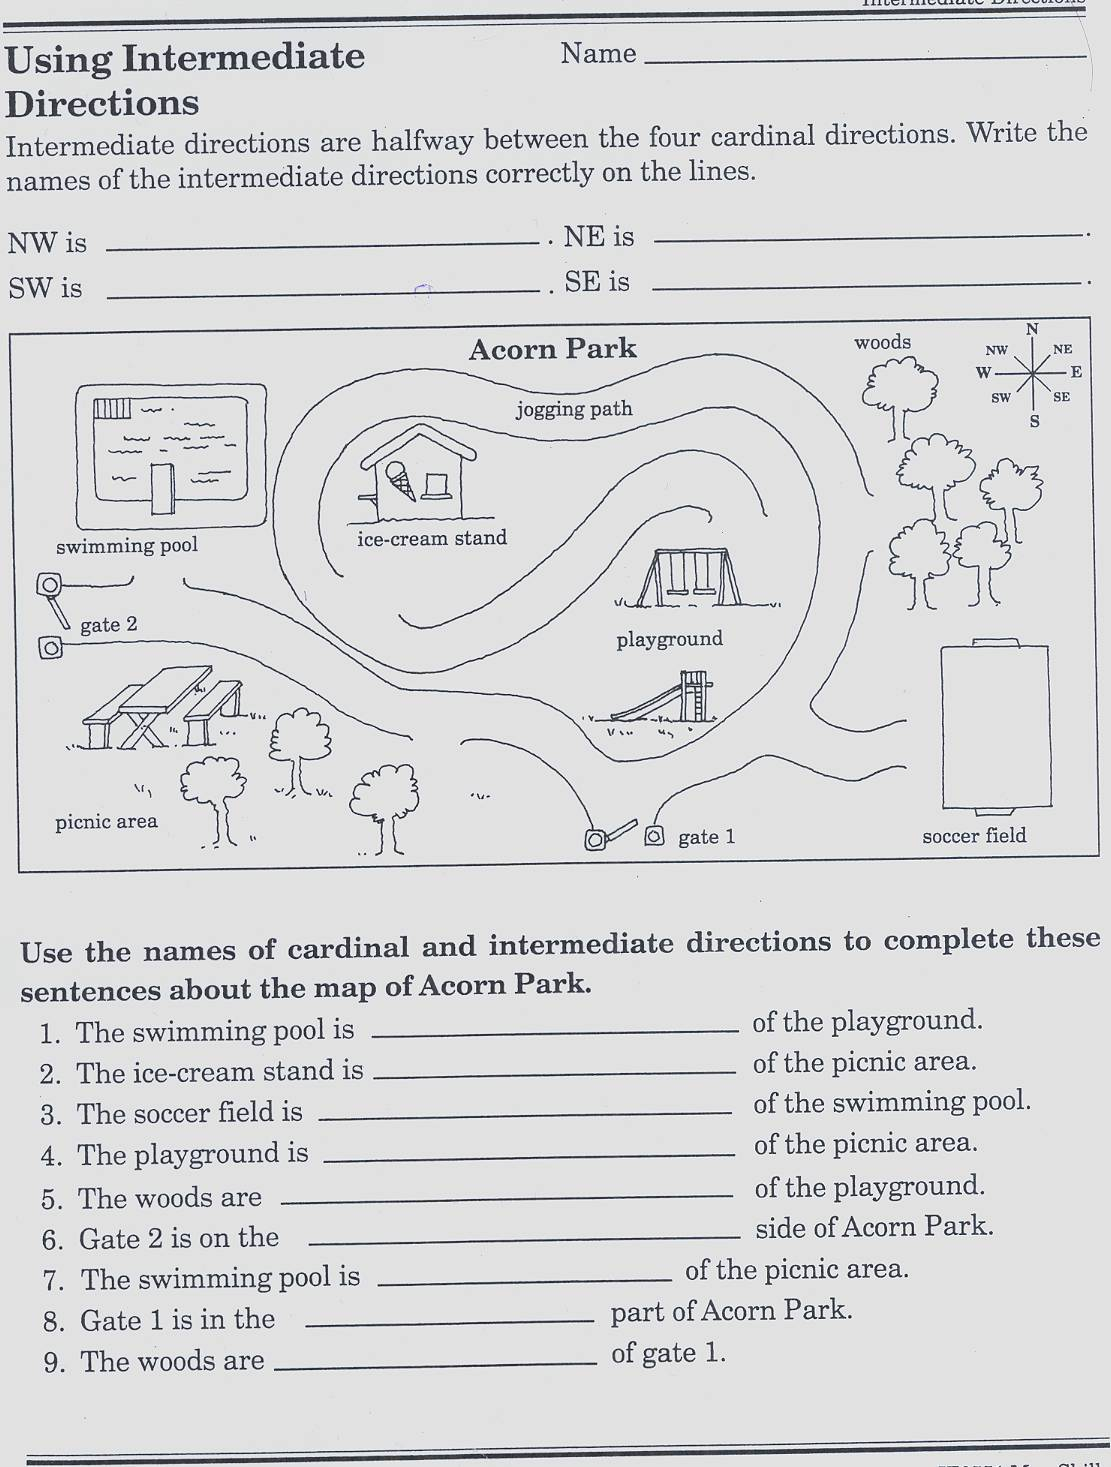 Using Intermediate
Directions
Name
Intermediate directions are halfway between the four cardinal directions. Write the
names of the intermediate directions correctly on the lines.
NW is . NE is .
SW is . SE is .
Acorn Park
woods
N
NW NE
W E
SW SE
S
jogging path
ice-cream stand
swimming pool
gate 2
playground
picnic area
gate 1
soccer field
Use the names of cardinal and intermediate directions to complete these
sentences about the map of Acorn Park.
1. The swimming pool is of the playground.
2. The ice-cream stand is of the picnic area.
3. The soccer field is of the swimming pool.
4. The playground is of the picnic area.
5. The woods are of the playground.
6. Gate 2 is on the side of Acorn Park.
7. The swimming pool is of the picnic area.
8. Gate 1 is in the part of Acorn Park.
9. The woods are of gate 1.